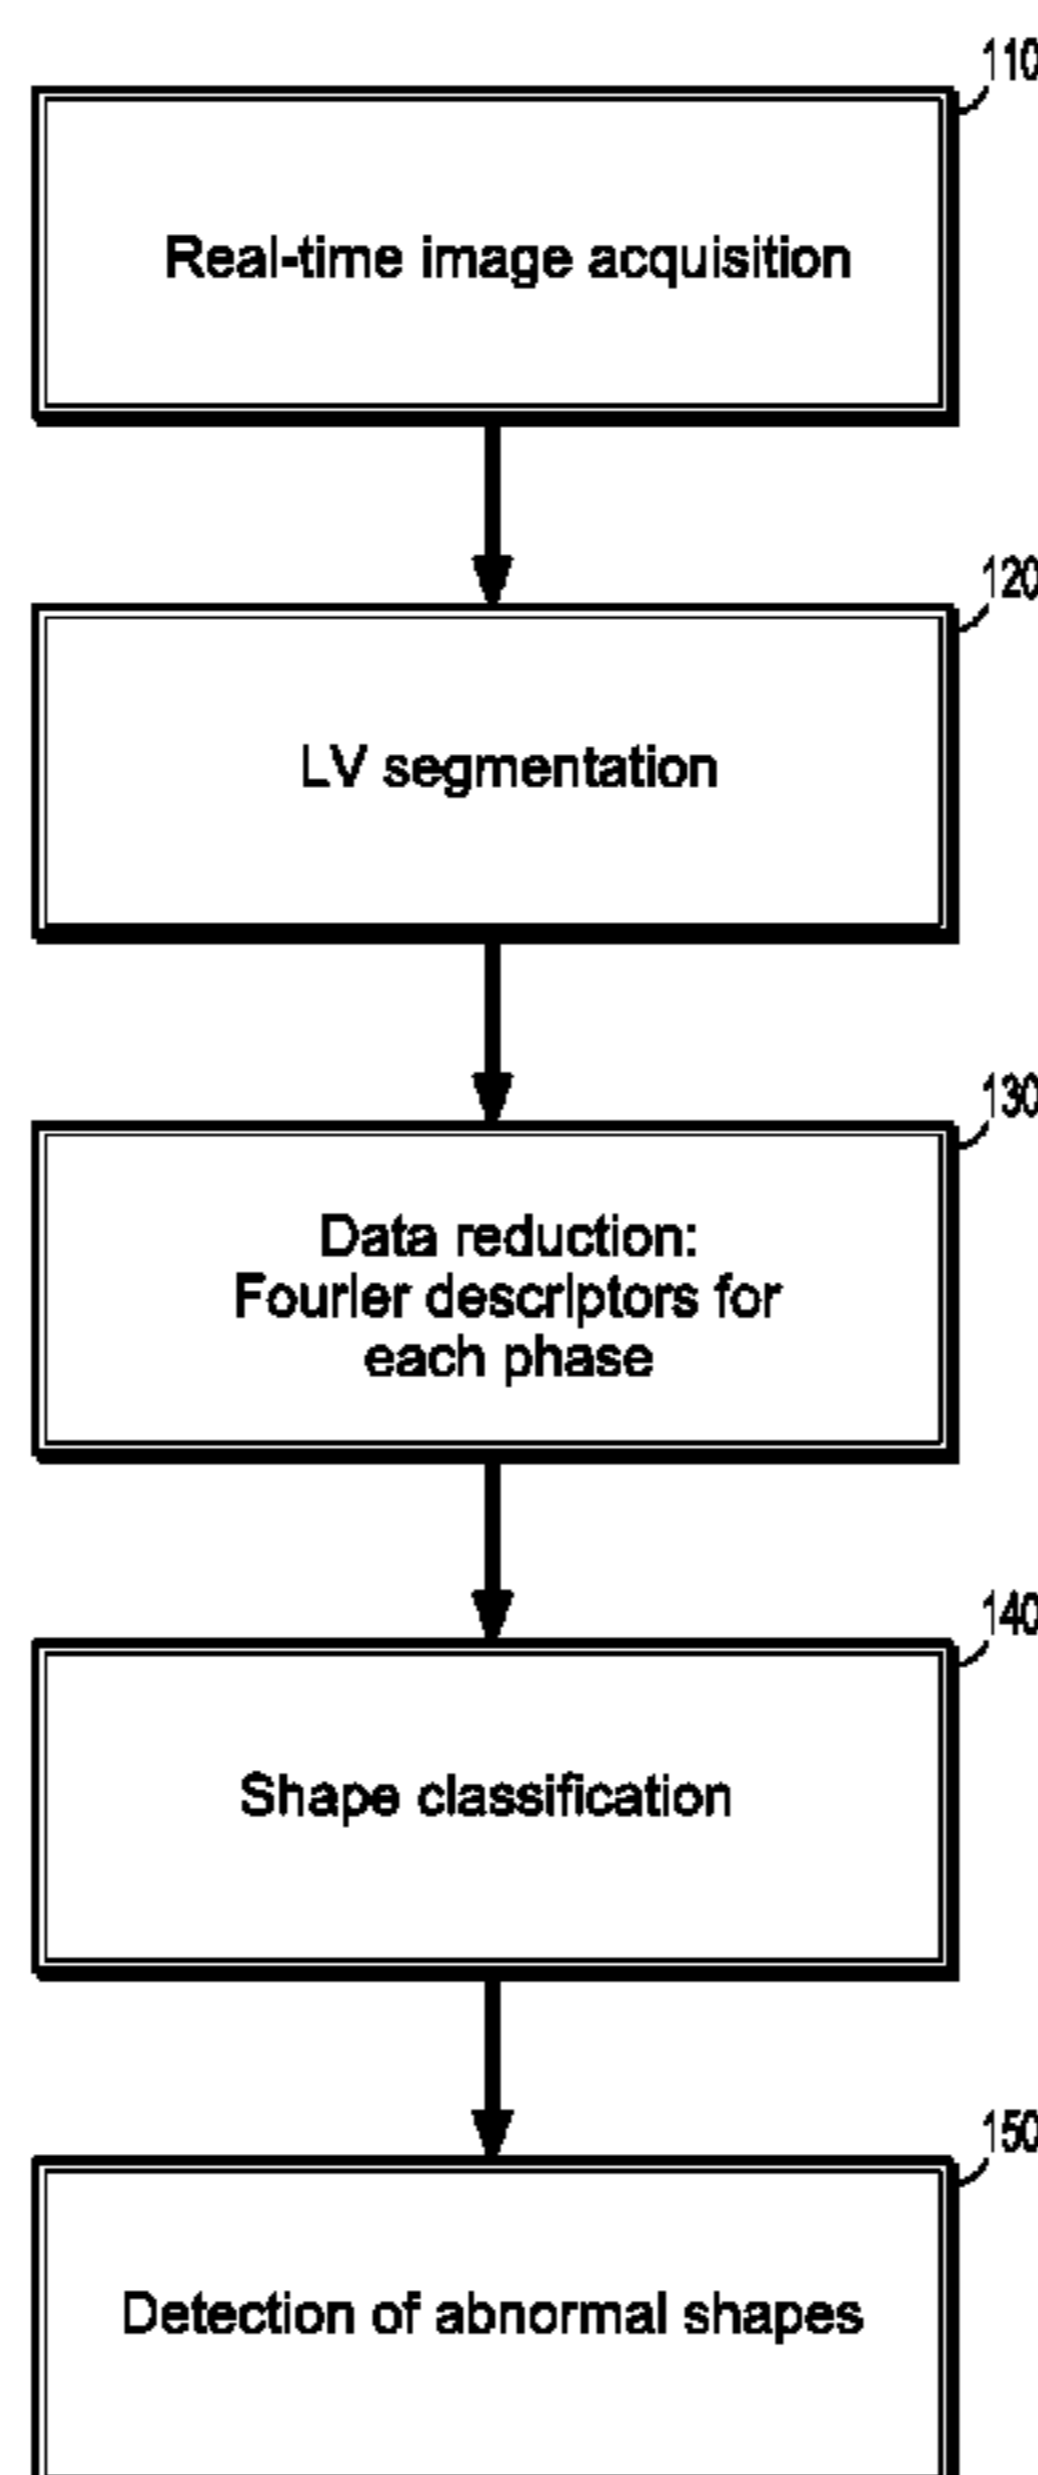 110
Real-time image acquisition
120
LV segmentation
130
Data reduction:
Fourier descriptors for
each phase
140
Shape classification
150
Detection of abnormal shapes